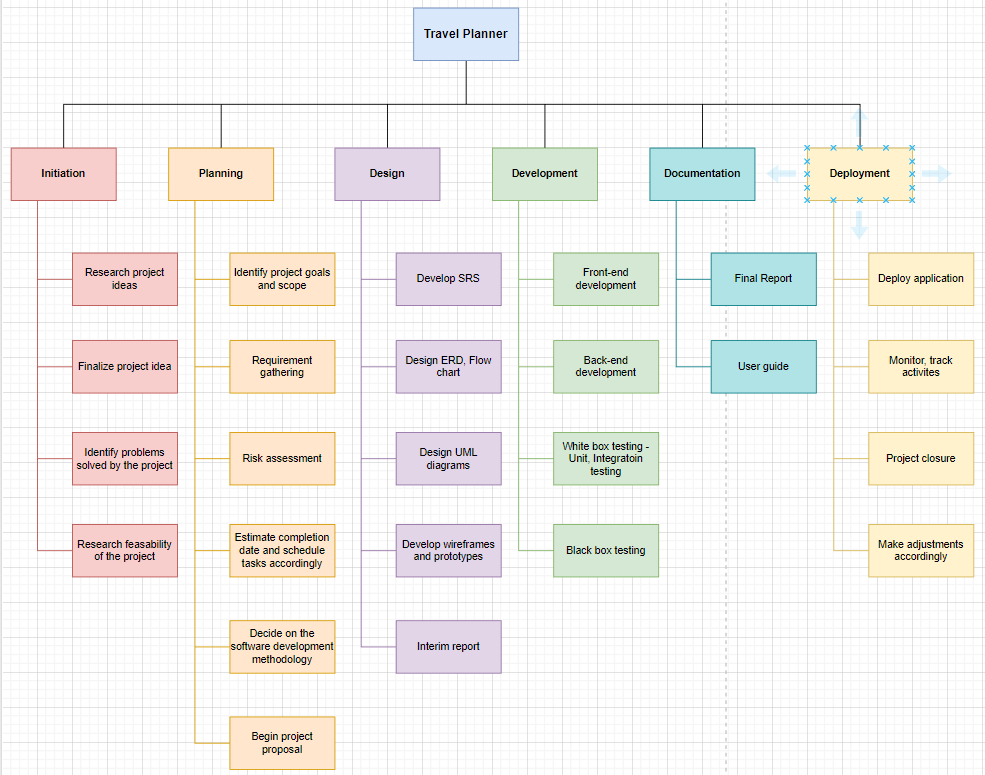 Travel Planner
Initiation
Planning
Design
Development
Documentation
Deployment
Research project
ideas
Finalize project idea
Identify problems
solved by the project
Research feasability
of the project
Identify project goals
and scope
Requirement
gathering
Risk assessment
Estimate completion
date and schedule
tasks accordingly
Decide on the
software development
methodology
Begin project
proposal
Develop SRS
Design ERD, Flow
chart
Design UML
diagrams
Develop wireframes
and prototypes
Interim report
Front-end
development
Back-end
development
White box testing -
Unit, Integratoin
testing
Black box testing
Final Report
User guide
Deploy application
Monitor, track
activites
Project closure
Make adjustments
accordingly